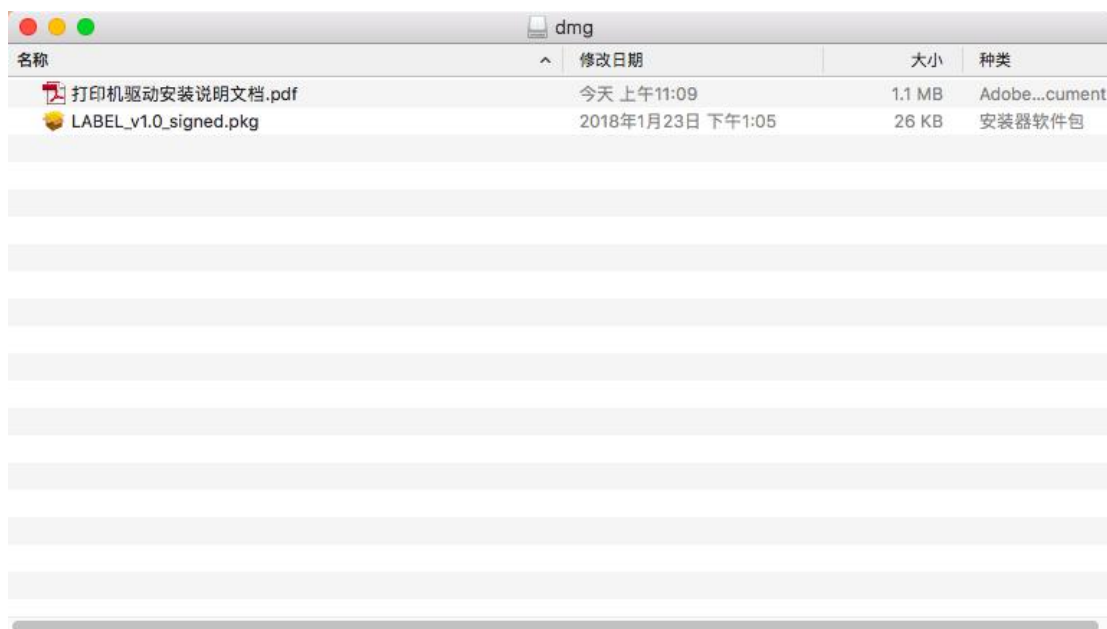 dmg
名称 修改日期 大小 种类
打印机驱动安装说明文档.pdf 今天 上午11:09 1.1 MB Adobe...cument
LABEL_v1.0_signed.pkg 2018年1月23日 下午1:05 26 KB 安装器软件包